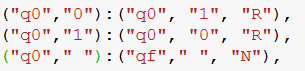 ("q0","0"):("q0", "1", "R"),
("q0","1"):("q0", "0", "R"),
("q0"," "):("qf"," ", "N"),